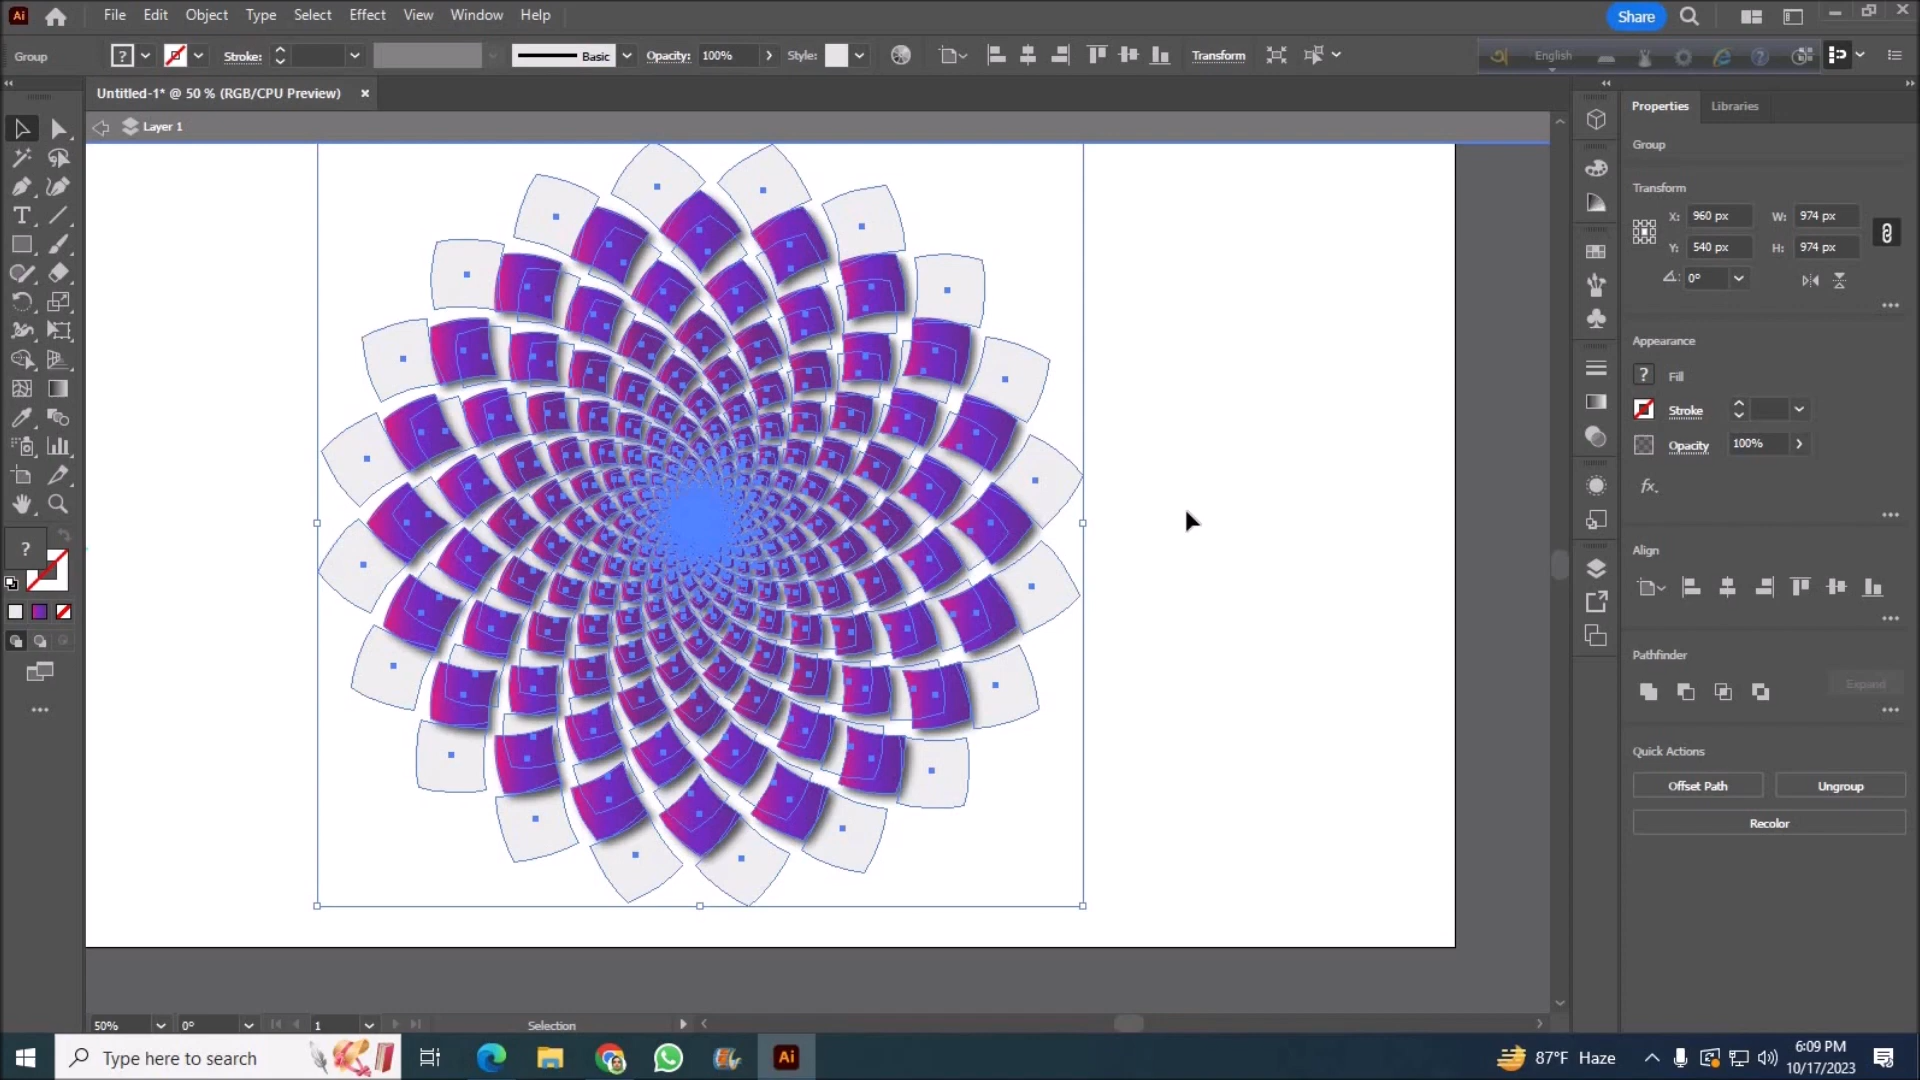 Ai File Edit Object Type Select Effect View Window Help Share
Group ? Stroke: Basic Opacity: 100% Style: Transform English
Untitled-1* @ 50 % (RGB/CPU Preview) ×
Layer 1
Properties Libraries
Group
Transform
X: 960 px W: 974 px
Y: 540 px H: 974 px
0°
Appearance
? Fill
Stroke
Opacity 100%
fx.
Align
Pathfinder
Expand
Quick Actions
Offset Path Ungroup
Recolor
T
?
50% 0° 1 Selection
Type here to search
Ai
87°F Haze
6:09 PM
10/17/2023